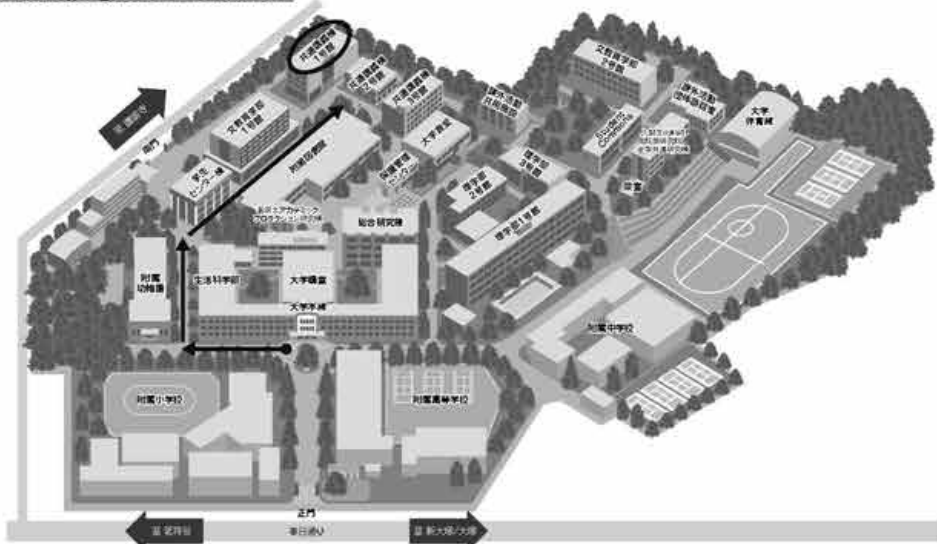 共通講義棟
1号館
共通講義棟
2号館
共通講義棟
3号館
課外活動
共用施設
文教育学部
2号館
大学
体育館
Student
Commons
文教育学部
1号館
南門
学生
センター棟
附属図書館
保健管理
センター
大学食堂
理学部
3号館
理学部
2号館
理学部1号館
総合研究棟
附属
幼稚園
生活科学部
大学講堂
大学本館
附属中学校
附属小学校
附属高等学校
正門
春日通り
至 茗荷谷
至 新大塚/大塚